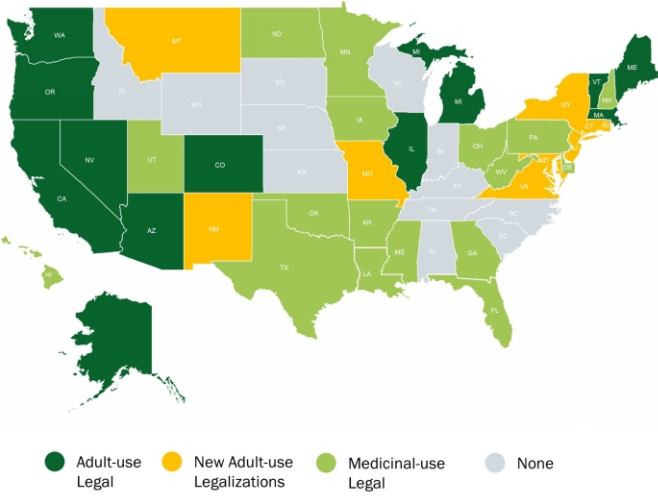 WA
MT
ND
MN
MI
ME
VT
NH
OR
ID
WY
SD
WI
MI
NY
MA
CT
RI
NV
UT
CO
NE
IA
IL
IN
OH
PA
NJ
MD
DE
CA
KS
MO
KY
WV
VA
AZ
NM
OK
AR
TN
NC
SC
TX
LA
MS
AL
GA
FL
HI
Adult-use
Legal
New Adult-use
Legalizations
Medicinal-use
Legal
None